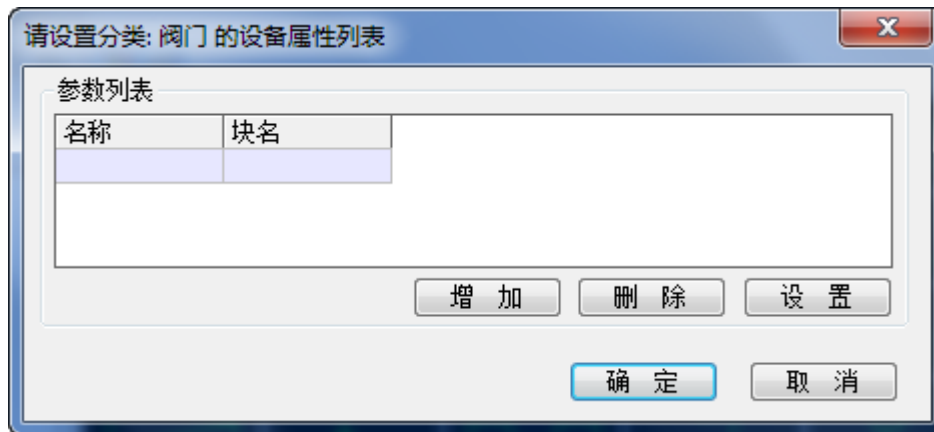 请设置分类: 阀门 的设备属性列表
参数列表
名称 块名
增 加 删 除 设 置
确 定 取 消